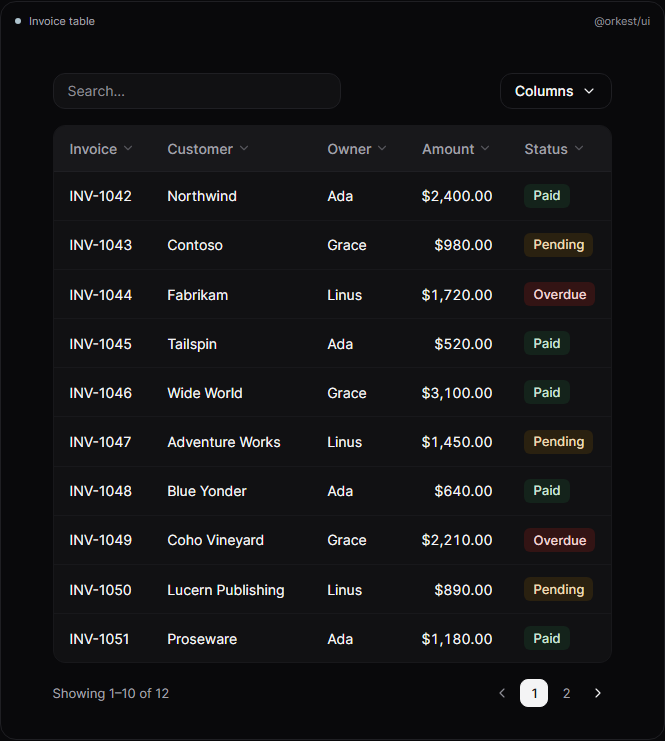 Invoice table @orkest/ui
Search...
Columns
Invoice Customer Owner Amount Status
INV-1042 Northwind Ada $2,400.00 Paid
INV-1043 Contoso Grace $980.00 Pending
INV-1044 Fabrikam Linus $1,720.00 Overdue
INV-1045 Tailspin Ada $520.00 Paid
INV-1046 Wide World Grace $3,100.00 Paid
INV-1047 Adventure Works Linus $1,450.00 Pending
INV-1048 Blue Yonder Ada $640.00 Paid
INV-1049 Coho Vineyard Grace $2,210.00 Overdue
INV-1050 Lucern Publishing Linus $890.00 Pending
INV-1051 Proseware Ada $1,180.00 Paid
Showing 1–10 of 12 1 2